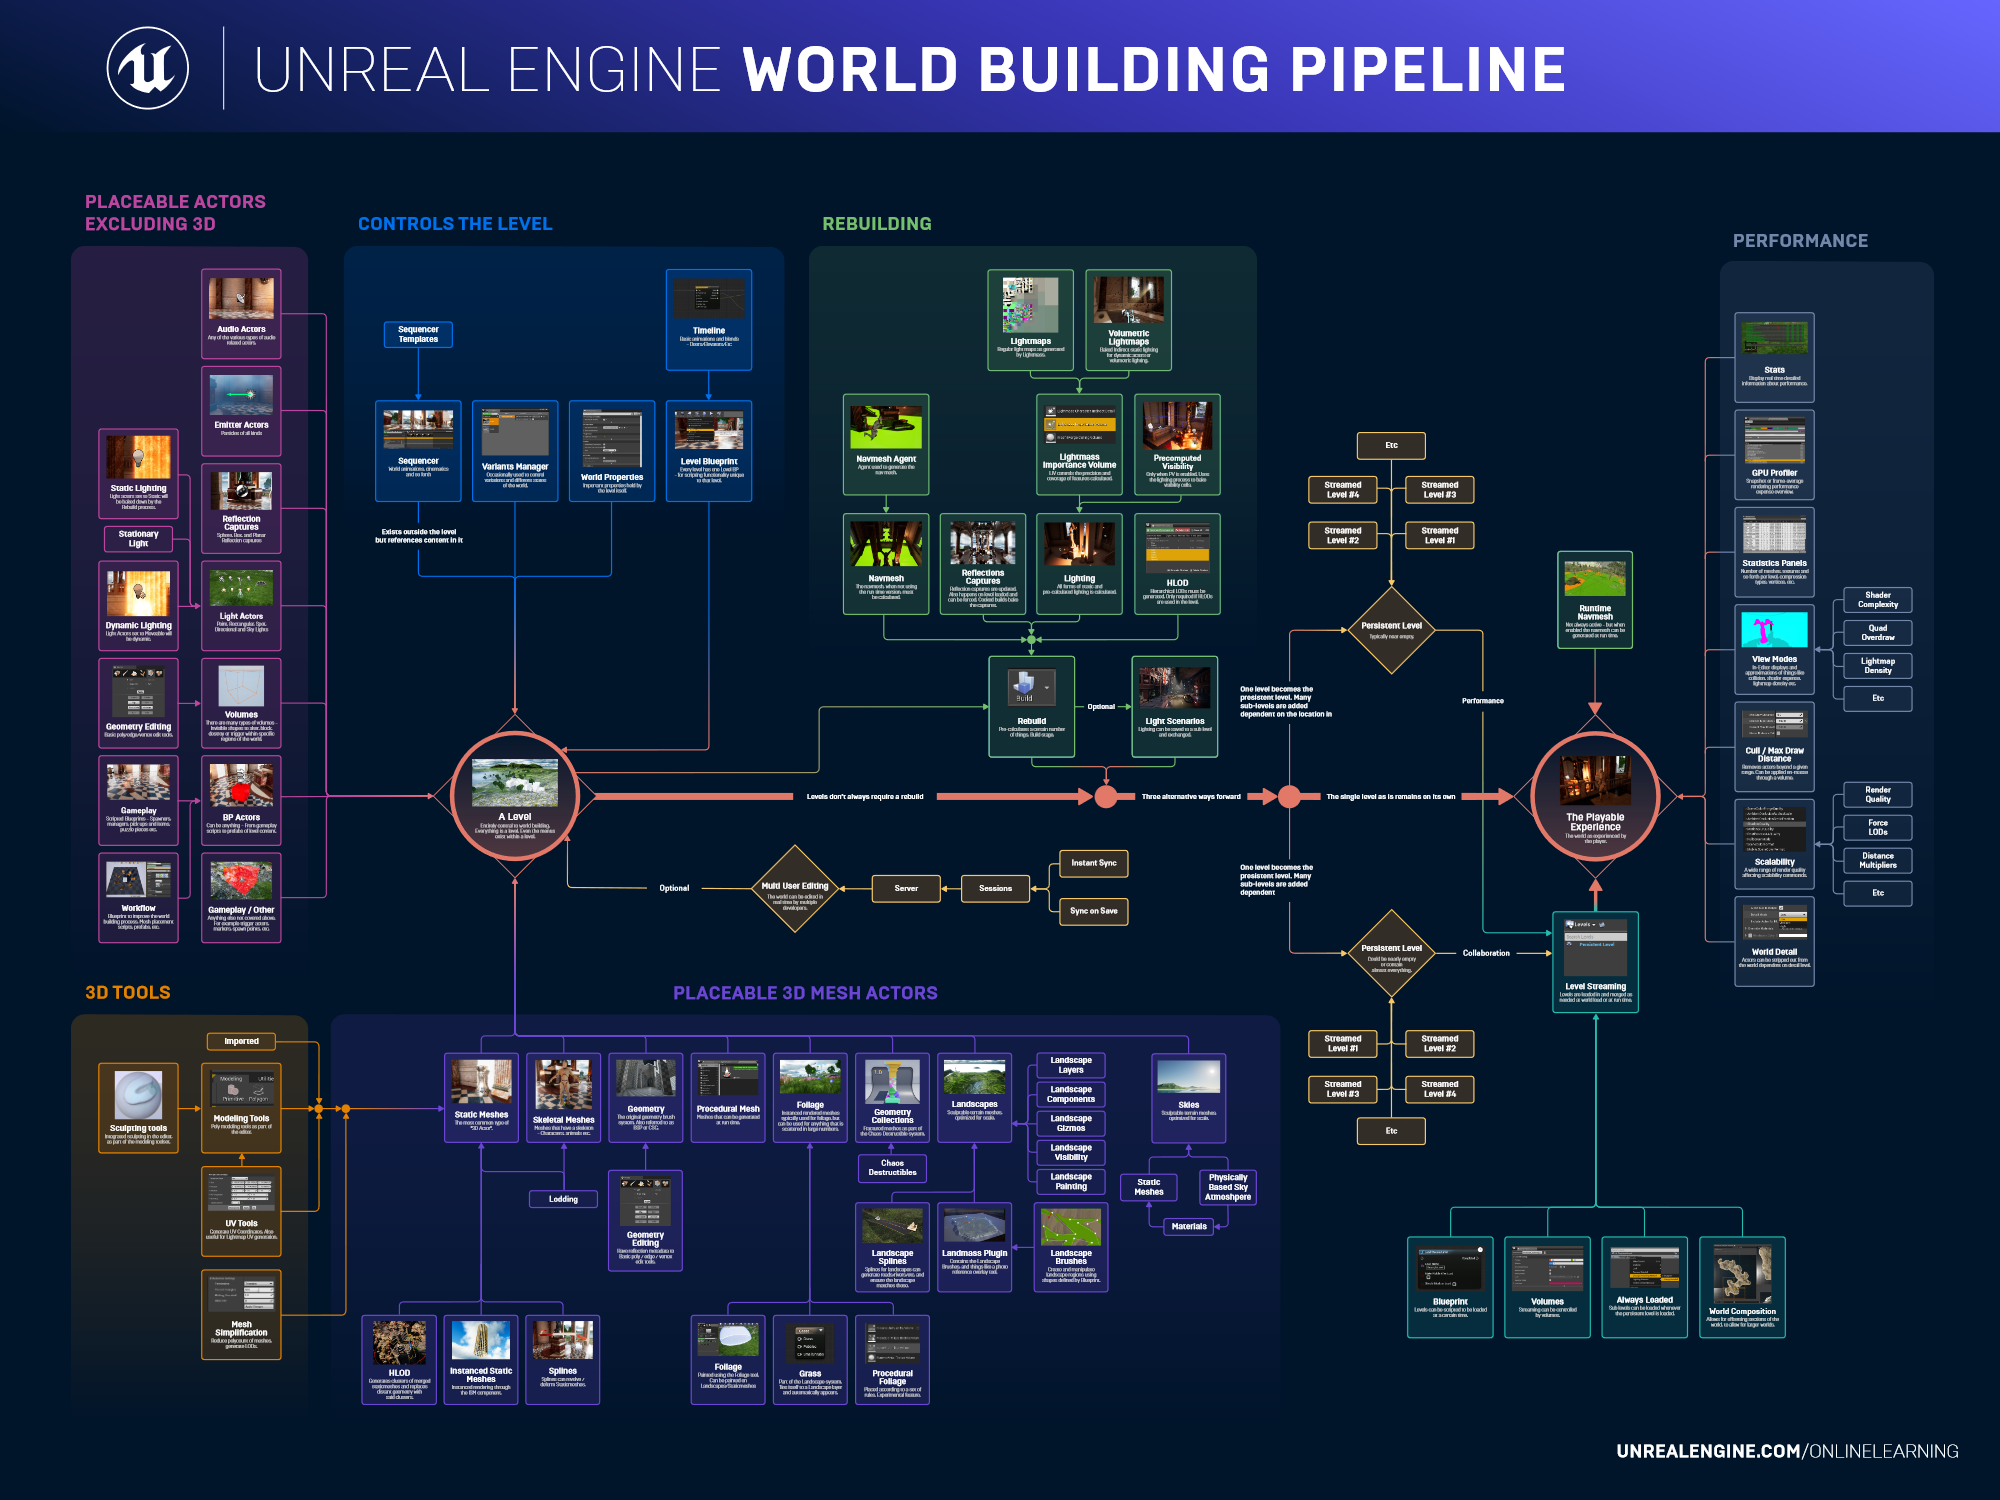 UNREAL ENGINE WORLD BUILDING PIPELINE
PLACEABLE ACTORS
EXCLUDING 3D
Audio Actors
Any of the various types of audio
related actors.
Emitter Actors
Particles of all kinds
Static Lighting
Light actors set to Static will
be baked down by the
Rebuild process.
Reflection
Captures
Sphere, Box, and Planar
Reflection captures
Stationary
Light
Dynamic Lighting
Light Actors set to Moveable will
be dynamic.
Light Actors
Point, Rectangular, Spot,
Directional and Sky Lights
Geometry Editing
Basic poly/edge/vertex edit tools.
Volumes
There are many types of volumes -
Invisible shapes to slow, block,
destroy or trigger within specific
regions of the world.
Gameplay
Scripted Blueprints - Spawners,
managers, pick ups and items,
puzzle pieces etc.
BP Actors
Can be anything - From gameplay
scripts to prefabs of level content.
Workflow
Blueprint to improve the world
building process. Mesh placement
scripts, prefabs, etc.
Gameplay / Other
Anything else not covered above.
For example trigger actors,
markers, spawn points, etc.
CONTROLS THE LEVEL
Sequencer
Templates
Timeline
Basic animations and blends
- Doors/Elevators/Etc
Sequencer
World animations, cinematics
and so forth
Variants Manager
Occasionally used to control
variations and different states
of the world.
World Properties
Important properties held by
the level itself.
Level Blueprint
Every level has one Level BP
- for scripting functionality unique
to that level.
Exists outside the level
but references content in it
REBUILDING
Lightmaps
Regular light maps as generated
by Lightmass.
Volumetric
Lightmaps
Baked indirect static lighting
for dynamic actors or
volumetric lighting.
Navmesh Agent
Agent used to generate the
navmesh.
Lightmass
Importance Volume
UV controls the precision and
coverage of features calculated.
Precomputed
Visibility
Only when PV is enabled. Uses
the lighting process to bake
visibility cells.
Navmesh
The navmesh, when not using
the run time version, must
be calculated.
Reflections
Captures
Reflection captures are updated.
Also happens on level loaded and
can be forced. Cooked builds bake
the captures.
Lighting
All forms of static and
pre-calculated lighting is calculated.
HLOD
Hierarchical LODs must be
generated. Only required if HLODs
are used in the level.
Build
Rebuild
Pre-calculates a certain number
of things. Build maps.
Optional
Light Scenarios
Lighting can be saved to a sub level
and exchanged.
A Level
Entirely central to world building.
Everything is a level. Even the menus
exist within a level.
Levels don't always require a rebuild
Three alternative ways forward
The single level as is remains on its own
Optional
Multi User Editing
The world can be edited in
real time by multiple
developers.
Server
Sessions
Instant Sync
Sync on Save
One level becomes the
presistent level. Many
sub-levels are added
dependent on the location in
One level becomes the
presistent level. Many
sub-levels are added
dependent
Etc
Streamed
Level #4
Streamed
Level #3
Streamed
Level #2
Streamed
Level #1
Persistent Level
Typically near empty.
Performance
Persistent Level
Could be nearly empty
or contain
almost everything.
Collaboration
Streamed
Level #1
Streamed
Level #2
Streamed
Level #3
Streamed
Level #4
Etc
Runtime
Navmesh
Not always active - but when
enabled the navmesh can be
generated at run time.
The Playable
Experience
The world as experienced by
the player.
Levels
Persistent Level
Level Streaming
Levels are loaded in and merged as
needed at world load or at run time.
Blueprint
Levels can be scripted to be loaded
at a certain time.
Volumes
Streaming can be controlled
by volumes.
Always Loaded
Sub levels can be loaded whenever
the persistent level is loaded.
World Composition
Allows for offsetting sections of the
world, to allow for larger worlds.
PERFORMANCE
Stats
Display real time detailed
information about performance.
GPU Profiler
Snapshot or frame average
rendering performance
expense overview.
Statistics Panels
Number of meshes, textures and
so forth per level, compression
types, vertices, etc.
View Modes
In-Editor displays and
approximations of things like
collision, shader expense,
lightmap density etc.
Shader
Complexity
Quad
Overdraw
Lightmap
Density
Etc
Cull / Max Draw
Distance
Removes actors beyond a given
range. Can be applied en-masse
through a volume.
Scalability
A wide range of render quality
affecting scalability commands.
Render
Quality
Force
LODs
Distance
Multipliers
Etc
World Detail
Actors can be stripped out from
the world dependent on detail level.
3D TOOLS
Imported
Sculpting tools
Integrated sculpting in the editor,
as part of the modeling toolset.
Modeling
Modeling Tools
Poly modeling tools as part of
the editor.
UV Tools
Generate UV Coordinates. Also
useful for Lightmap UV generation.
Mesh
Simplification
Reduce polycount of meshes,
generate LODs.
PLACEABLE 3D MESH ACTORS
Static Meshes
The most common type of
"3D Actor".
Skeletal Meshes
Meshes that have a skeleton
- Characters, animals etc.
Geometry
The original geometry brush
system. Also referred to as
BSP or CSG.
Procedural Mesh
Meshes that can be generated
at run time.
Foliage
Instanced rendered meshes
typically used for foliage, but
can be used for anything that is
scattered in large numbers.
Geometry
Collections
Fractured meshes as part of
the Chaos Destructible system.
Landscapes
Sculptable terrain meshes,
optimized for scale.
Landscape
Layers
Landscape
Components
Landscape
Gizmos
Landscape
Visibility
Landscape
Painting
Skies
Sculptable terrain meshes,
optimized for scale.
Chaos
Destructibles
Lodding
Static
Meshes
Physically
Based Sky
Atmoshpere
Materials
Geometry
Editing
Basic poly / edge / vertex
edit tools.
Landscape
Splines
Splines for landscapes can
generate roads/rivers/etc, and
ensure the landscape
matches these.
Landmass Plugin
Contains the Landscape
Brushes, and things like a photo
reference overlay tool.
Landscape
Brushes
Create and manipulate
landscape regions using
shapes defined by Blueprint.
HLOD
Generates clusters of merged
staticmeshes and replaces
distant geometry with
said clusters.
Instanced Static
Meshes
Instanced rendering through
the ISM component.
Splines
Splines can involve /
deform Staticmeshes.
Foliage
Painted using the Foliage tool.
Can be painted on
Landscapes/Staticmeshes
Grass
Part of the Landscape system.
Ties itself to a Landscape layer
and automatically appears.
Procedural
Foliage
Placed according to a set of
rules. Experimental feature.
UNREALENGINE.COM/ONLINELEARNING